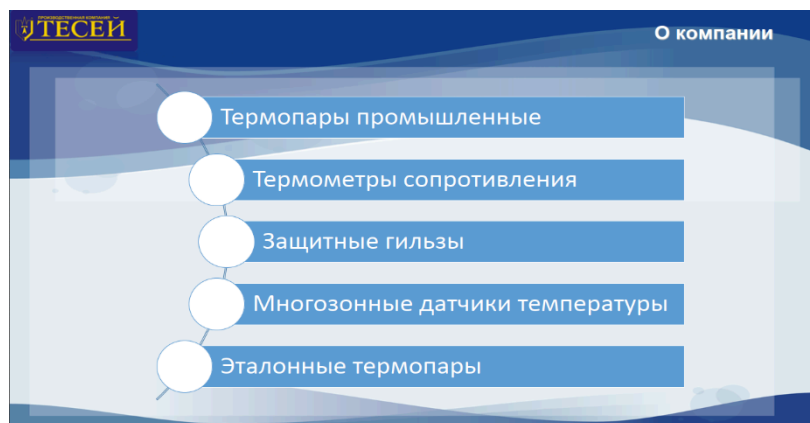 ПРОИЗВОДСТВЕННАЯ КОМПАНИЯ
ТЕСЕЙ
О компании
Термопары промышленные
Термометры сопротивления
Защитные гильзы
Многозонные датчики температуры
Эталонные термопары